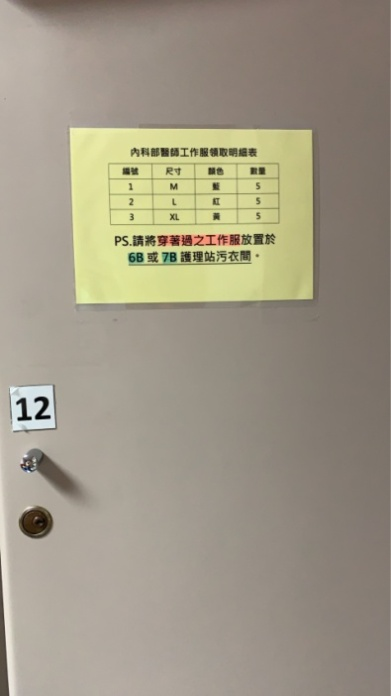 內科部醫師工作服領取明細表
編號 尺寸 顏色 數量
1 M 藍 5
2 L 紅 5
3 XL 黃 5
PS.請將穿著過之工作服放置於
6B 或 7B 護理站污衣間。
12